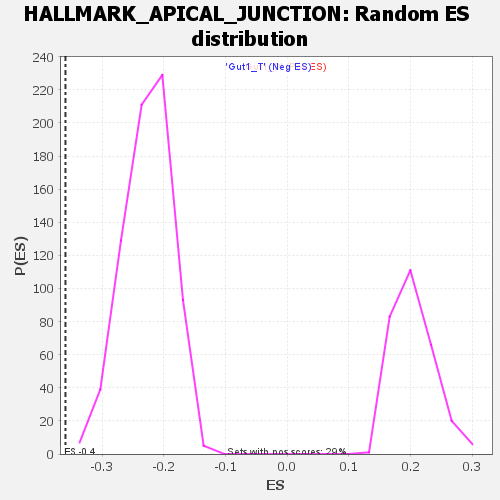 HALLMARK_APICAL_JUNCTION: Random ES
distribution
'Gut1_T' (Neg ES) ES)
240
220
200
180
160
140
120
100
80
60
40
20
0
P(ES)
ES -0.4
Sets with pos scores: 29%
-0.3 -0.2 -0.1 0.0 0.1 0.2 0.3
ES